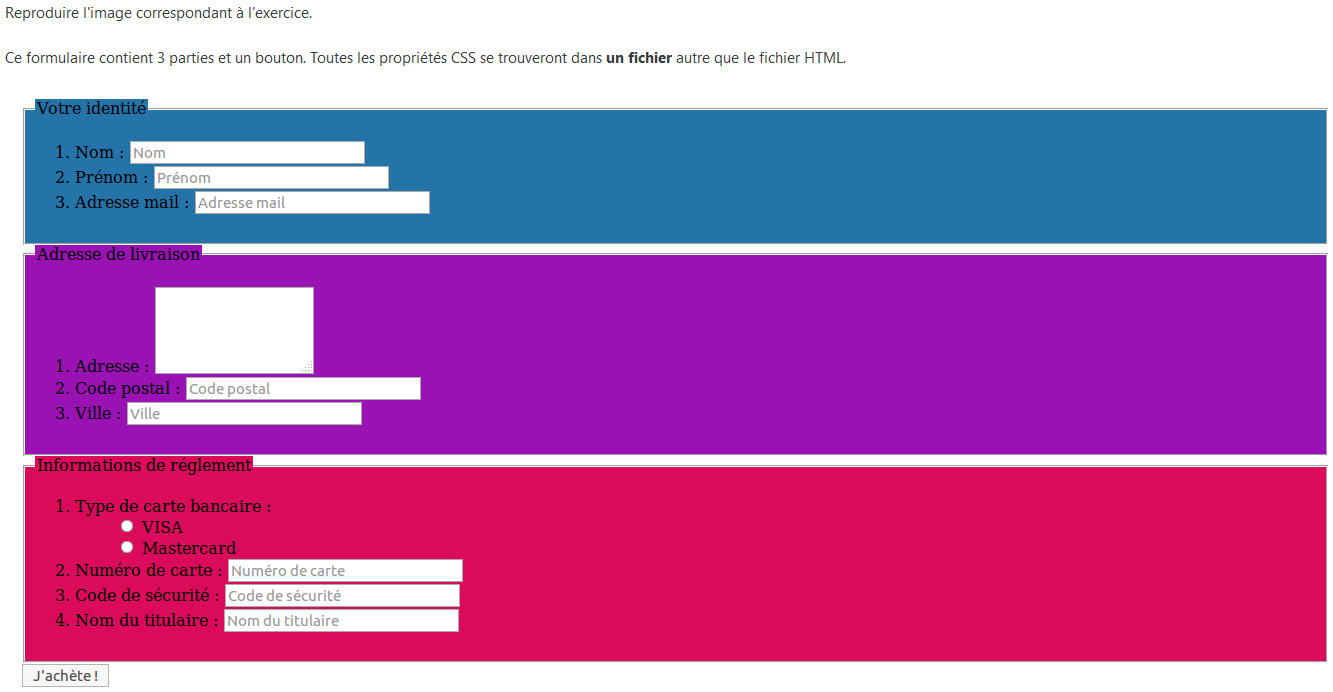 Reproduire l'image correspondant à l'exercice.
Ce formulaire contient 3 parties et un bouton. Toutes les propriétés CSS se trouveront dans un fichier autre que le fichier HTML.
Votre identité
1. Nom : Nom
2. Prénom : Prénom
3. Adresse mail : Adresse mail
Adresse de livraison
1. Adresse :
2. Code postal : Code postal
3. Ville : Ville
Informations de réglement
1. Type de carte bancaire :
VISA
Mastercard
2. Numéro de carte : Numéro de carte
3. Code de sécurité : Code de sécurité
4. Nom du titulaire : Nom du titulaire
J'achète !